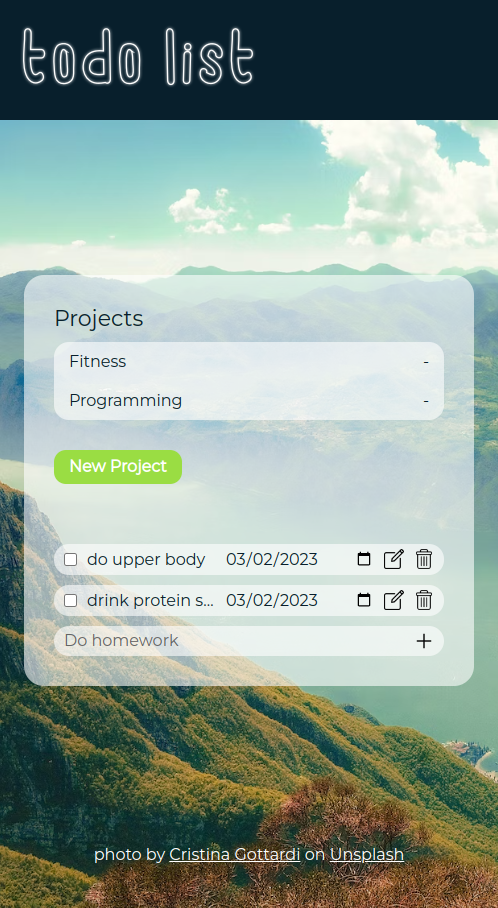 todo list
Projects
Fitness -
Programming -
New Project
do upper body 03/02/2023
drink protein s... 03/02/2023
Do homework
photo by Cristina Gottardi on Unsplash